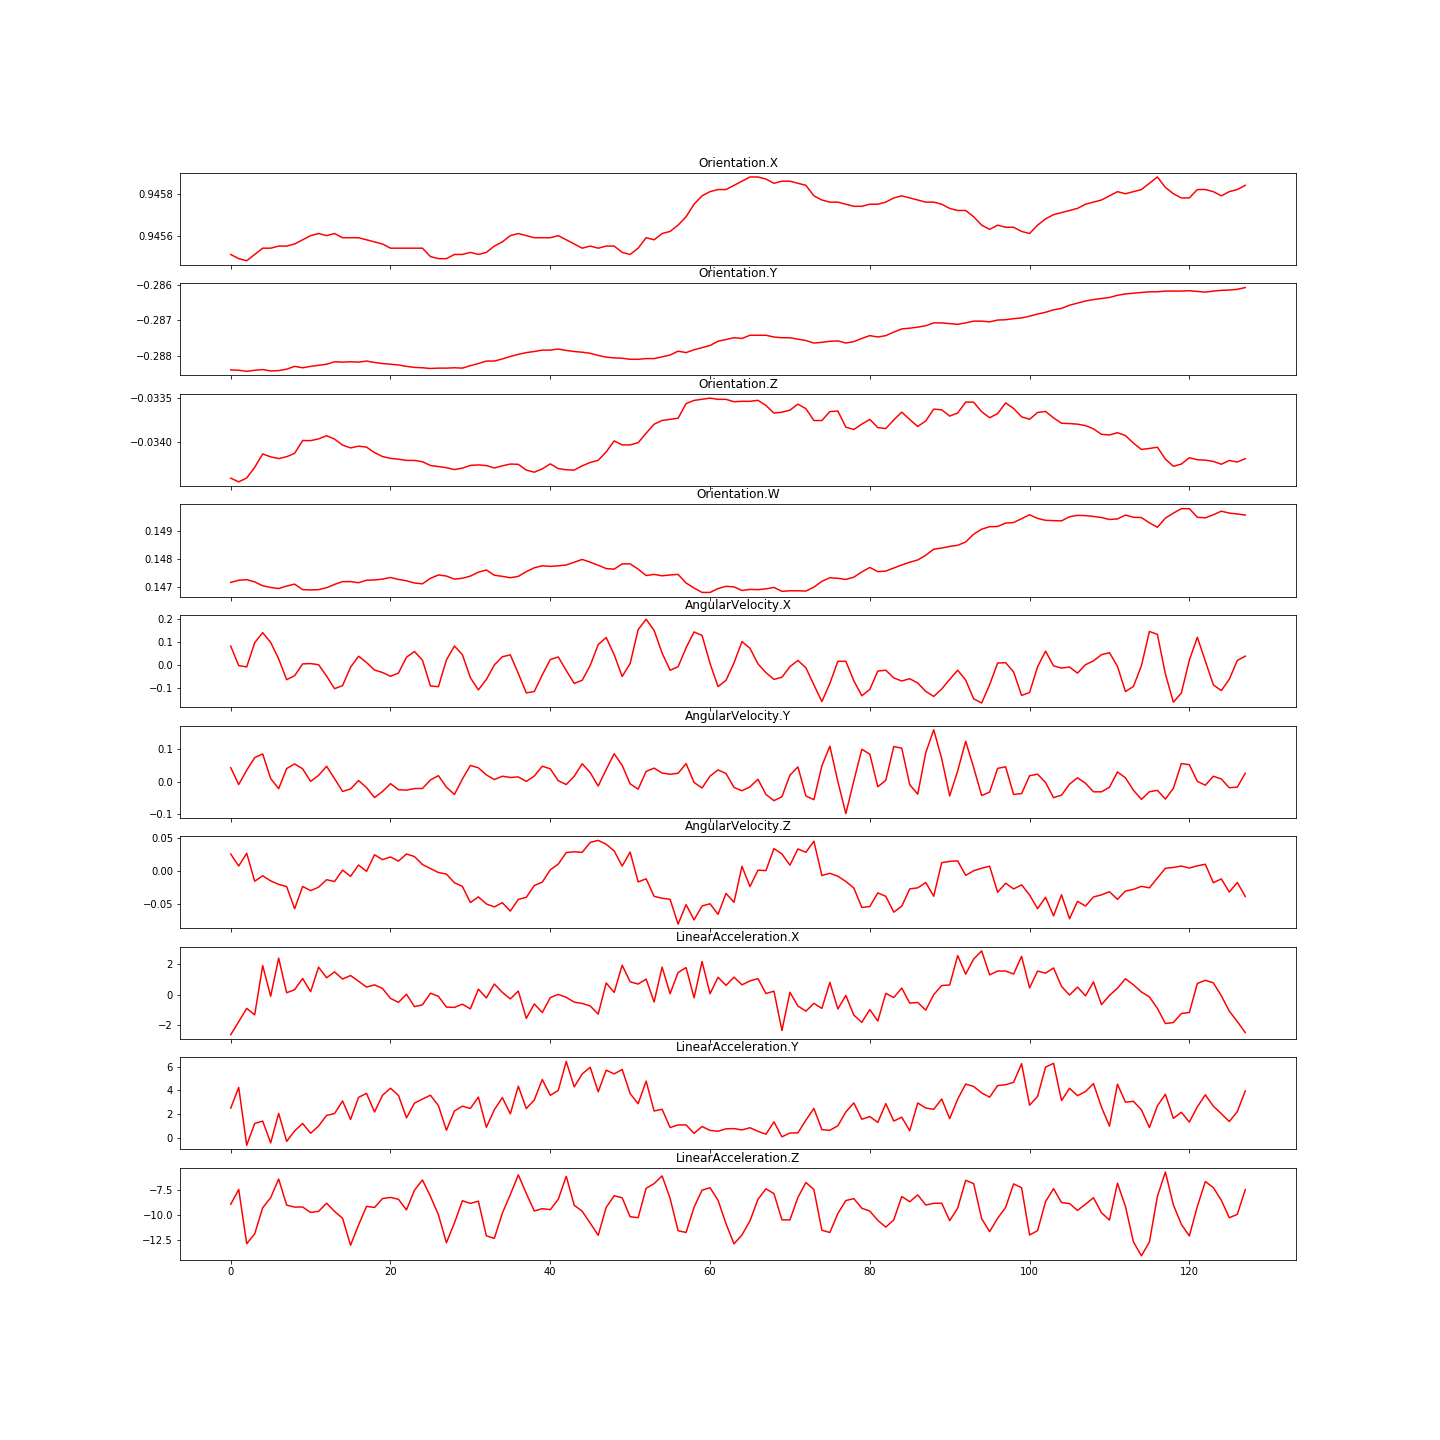 Orientation.X
0.9458
0.9456
Orientation.Y
−0.286
−0.287
−0.288
Orientation.Z
−0.0335
−0.0340
Orientation.W
0.149
0.148
0.147
AngularVelocity.X
0.2
0.1
0.0
−0.1
AngularVelocity.Y
0.1
0.0
−0.1
AngularVelocity.Z
0.05
0.00
−0.05
LinearAcceleration.X
2
0
−2
LinearAcceleration.Y
6
4
2
0
LinearAcceleration.Z
−7.5
−10.0
−12.5
0 20 40 60 80 100 120